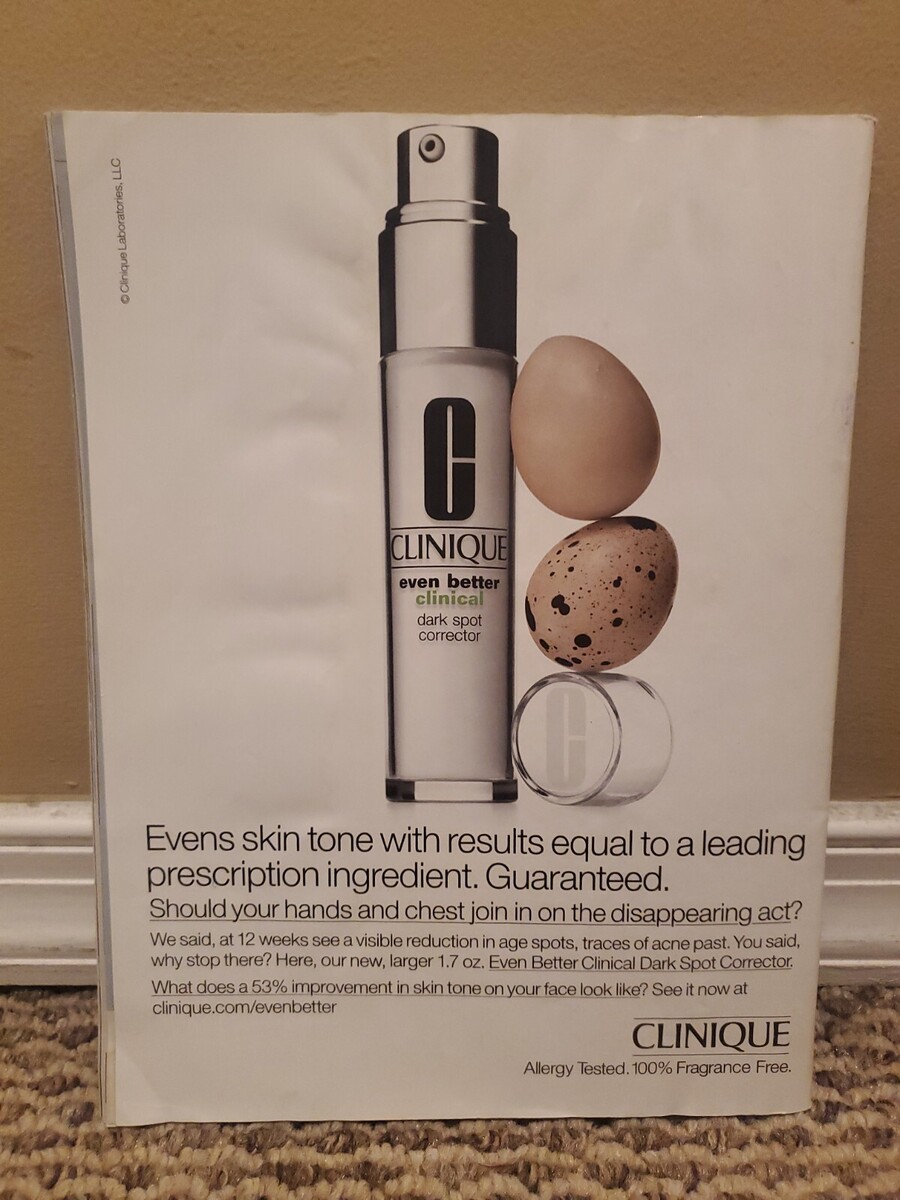 © Clinique Laboratories, LLC
C
CLINIQUE
even better
clinical
dark spot
corrector
C
Evens skin tone with results equal to a leading
prescription ingredient. Guaranteed.
Should your hands and chest join in on the disappearing act?
We said, at 12 weeks see a visible reduction in age spots, traces of acne past. You said,
why stop there? Here, our new, larger 1.7 oz. Even Better Clinical Dark Spot Corrector.
What does a 53% improvement in skin tone on your face look like? See it now at
clinique.com/evenbetter
CLINIQUE
Allergy Tested. 100% Fragrance Free.